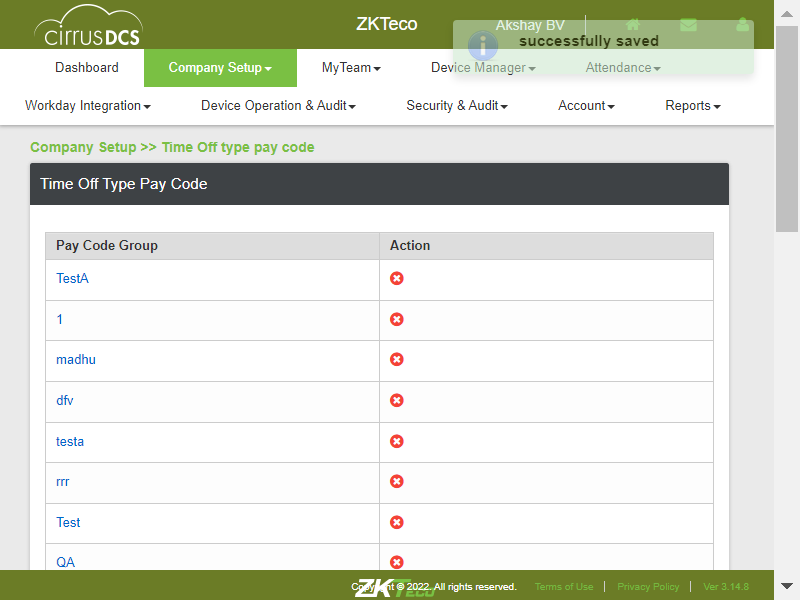 cirrusDCS
ZKTeco
Akshay BV
successfully saved
Dashboard
Company Setup
MyTeam
Device Manager
Attendance
Workday Integration
Device Operation & Audit
Security & Audit
Account
Reports
Company Setup >> Time Off type pay code
Time Off Type Pay Code
Pay Code Group
Action
TestA
1
madhu
dfv
testa
rrr
Test
QA
ZKTeco
Copyright © 2022. All rights reserved.
Terms of Use
Privacy Policy
Ver 3.14.8